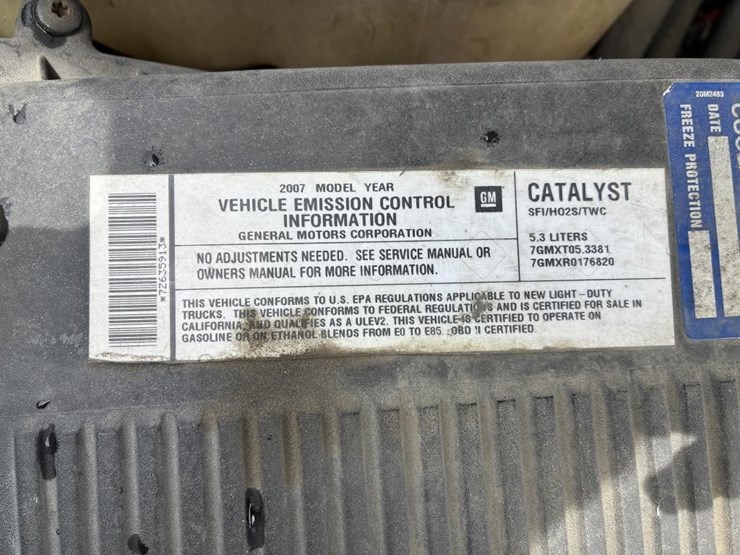 2007 MODEL YEAR
VEHICLE EMISSION CONTROL
INFORMATION
GENERAL MOTORS CORPORATION
GM
NO ADJUSTMENTS NEEDED. SEE SERVICE MANUAL OR
OWNERS MANUAL FOR MORE INFORMATION.
CATALYST
SFI/HO2S/TWC
5.3 LITERS
7GMXT05.3381
7GMXR0176820
THIS VEHICLE CONFORMS TO U.S. EPA REGULATIONS APPLICABLE TO NEW LIGHT-DUTY
TRUCKS. THIS VEHICLE CONFORMS TO FEDERAL REGULATIONS AND IS CERTIFIED FOR SALE IN
CALIFORNIA, AND QUALIFIES AS A ULEV2. THIS VEHICLE IS CERTIFIED TO OPERATE ON
GASOLINE OR ON ETHANOL BLENDS FROM E0 TO E85. OBD II CERTIFIED
*72635913*
20M2483
DATE
FREEZE PROTECTION